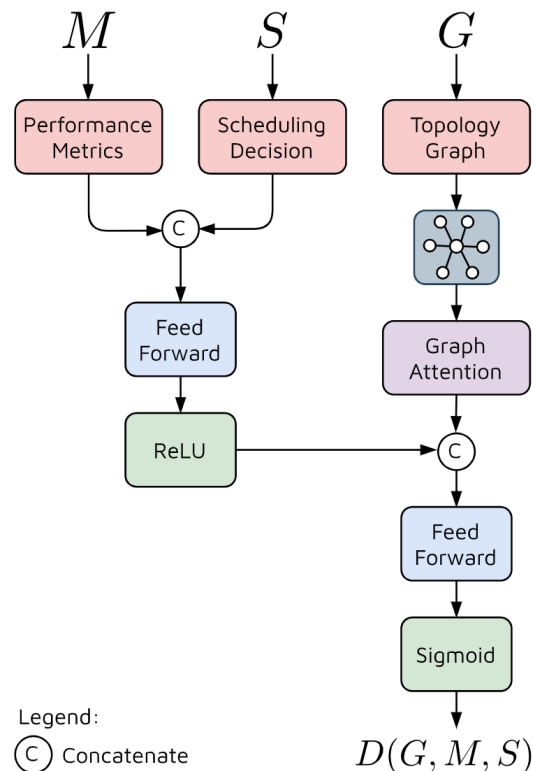 M S G
Performance
Metrics
Scheduling
Decision
Topology
Graph
C
Feed
Forward
Graph
Attention
ReLU
C
Feed
Forward
Sigmoid
Legend:
C Concatenate
D(G, M, S)